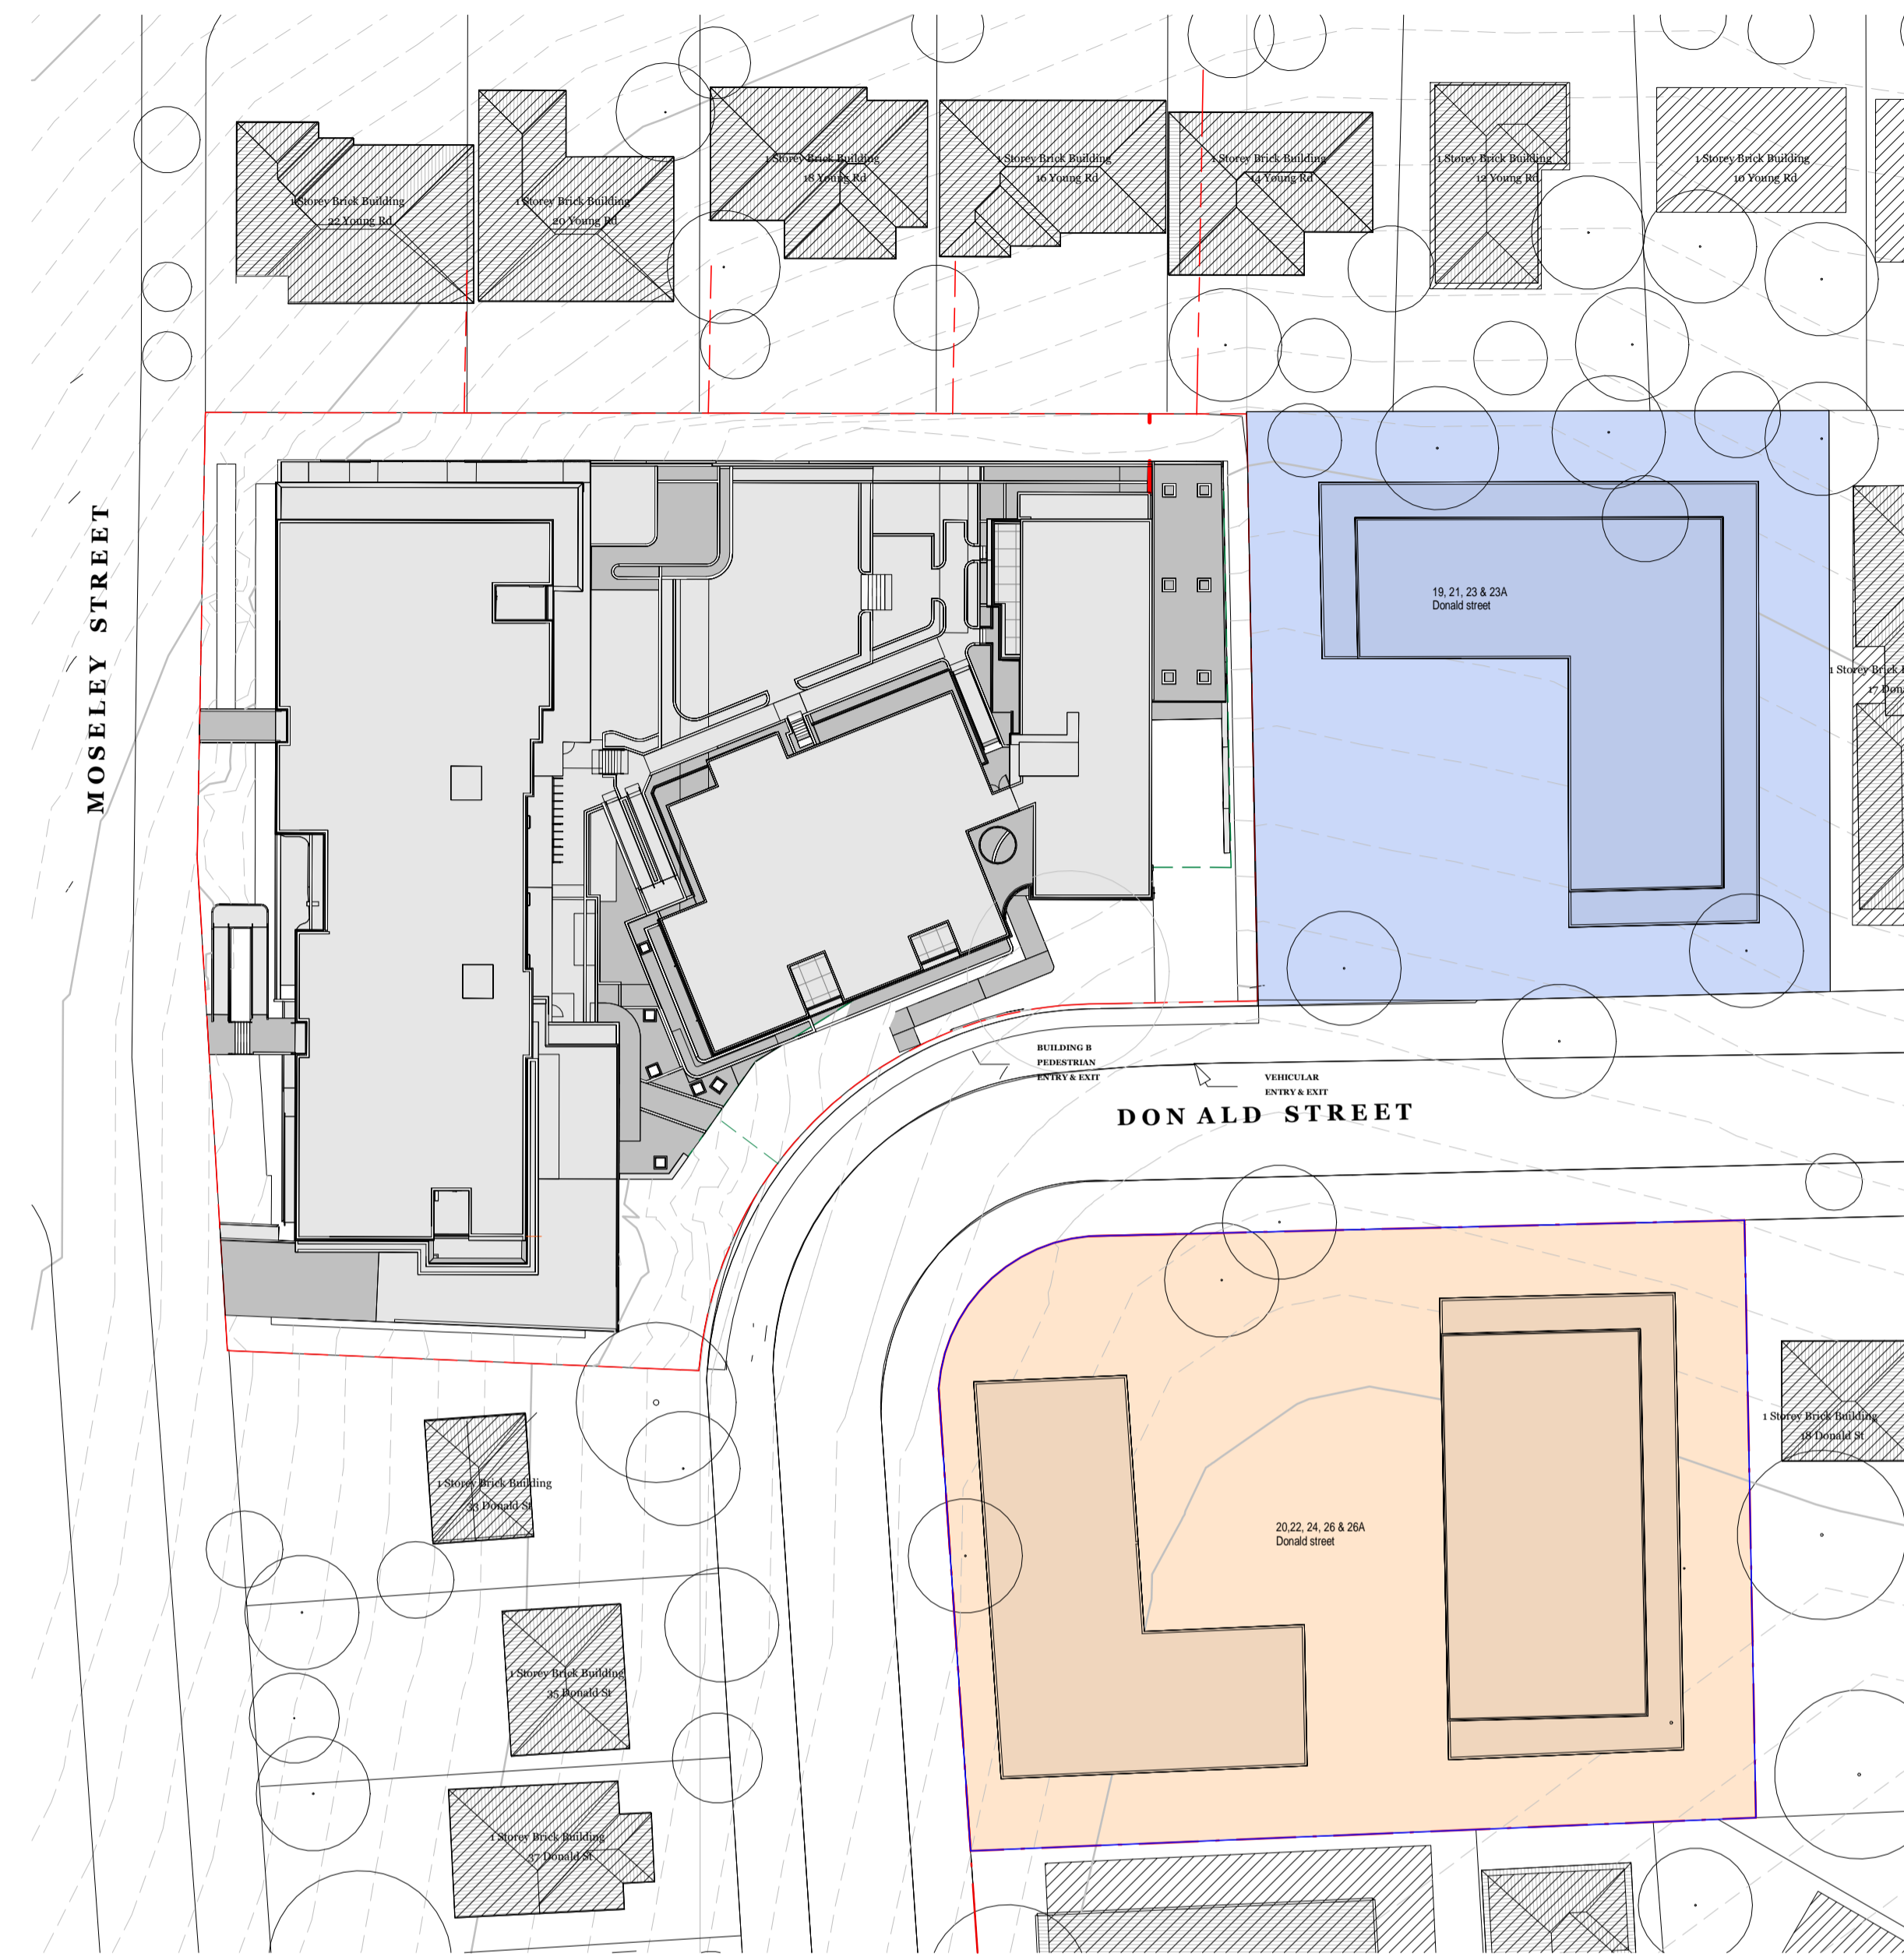 1 Storey Brick Building
22 Young Rd
1 Storey Brick Building
20 Young Rd
1 Storey Brick Building
18 Young Rd
1 Storey Brick Building
16 Young Rd
1 Storey Brick Building
14 Young Rd
1 Storey Brick Building
12 Young Rd
1 Storey Brick Building
10 Young Rd
MOSELEY STREET
19, 21, 23 & 23A
Donald street
1 Storey Brick
17 Don
BUILDING B
PEDESTRIAN
ENTRY & EXIT
VEHICULAR
ENTRY & EXIT
DONALD STREET
1 Storey Brick Building
18 Donald St
1 Storey Brick Building
33 Donald St
20,22, 24, 26 & 26A
Donald street
1 Storey Brick Building
35 Donald St
1 Storey Brick Building
37 Donald St